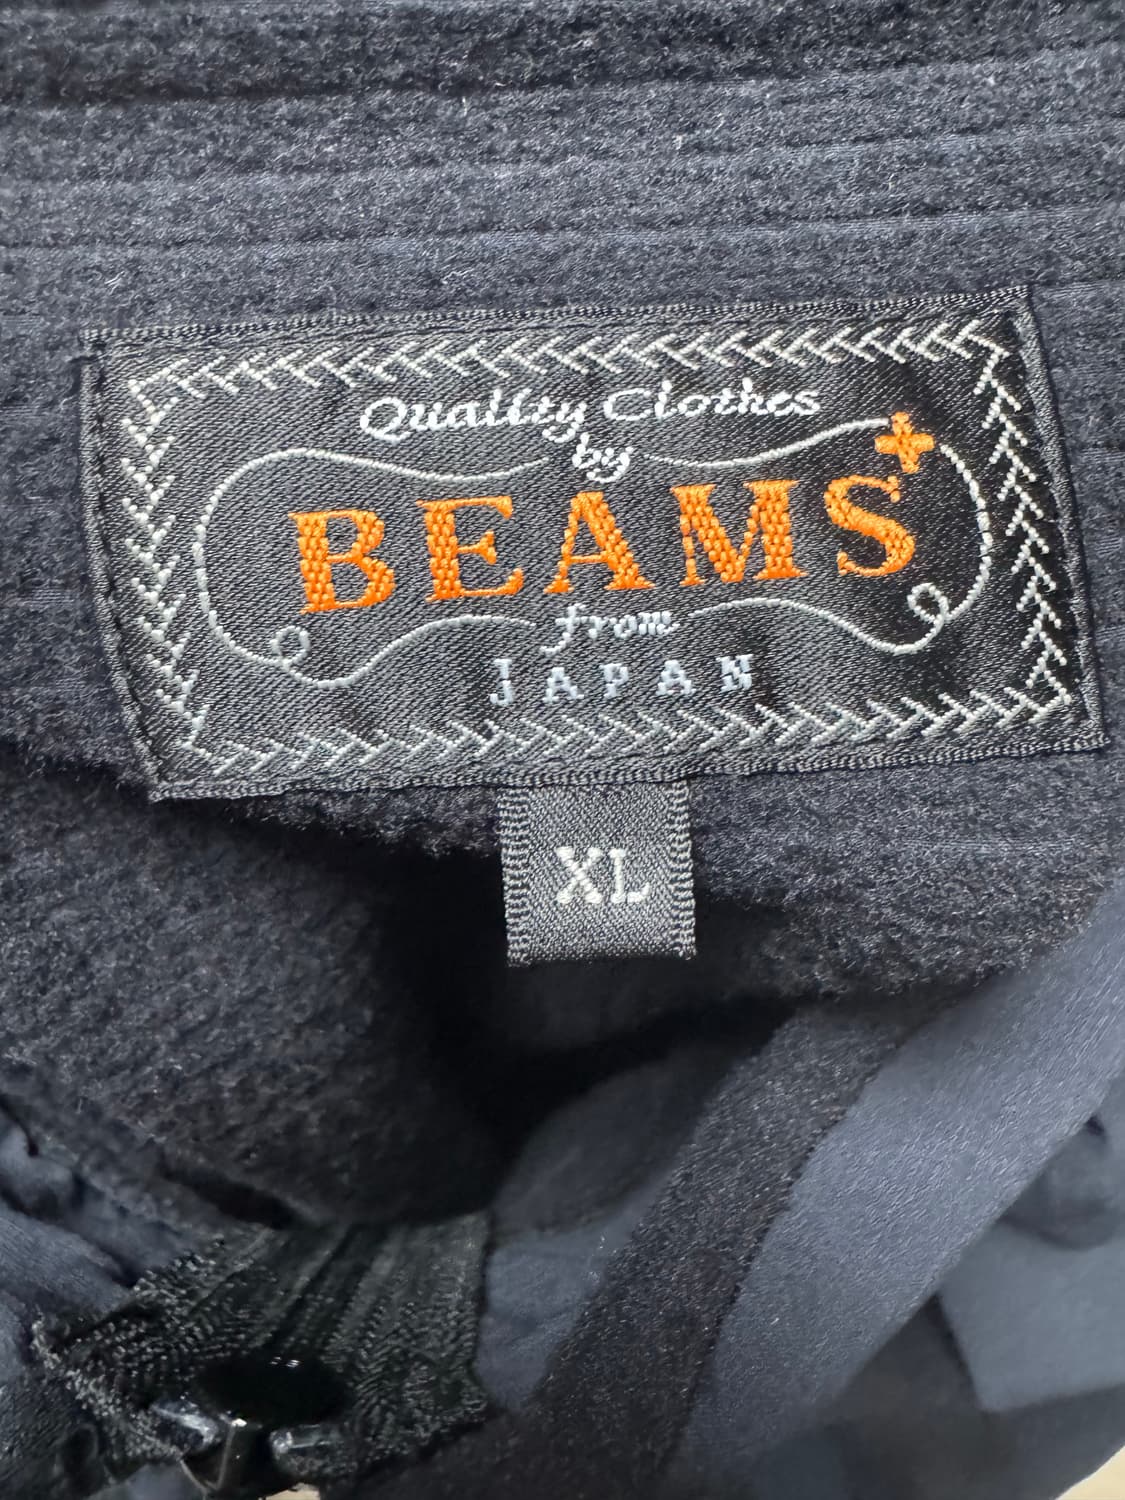 Quality Clothes
by
BEAMS+
from
JAPAN
XL